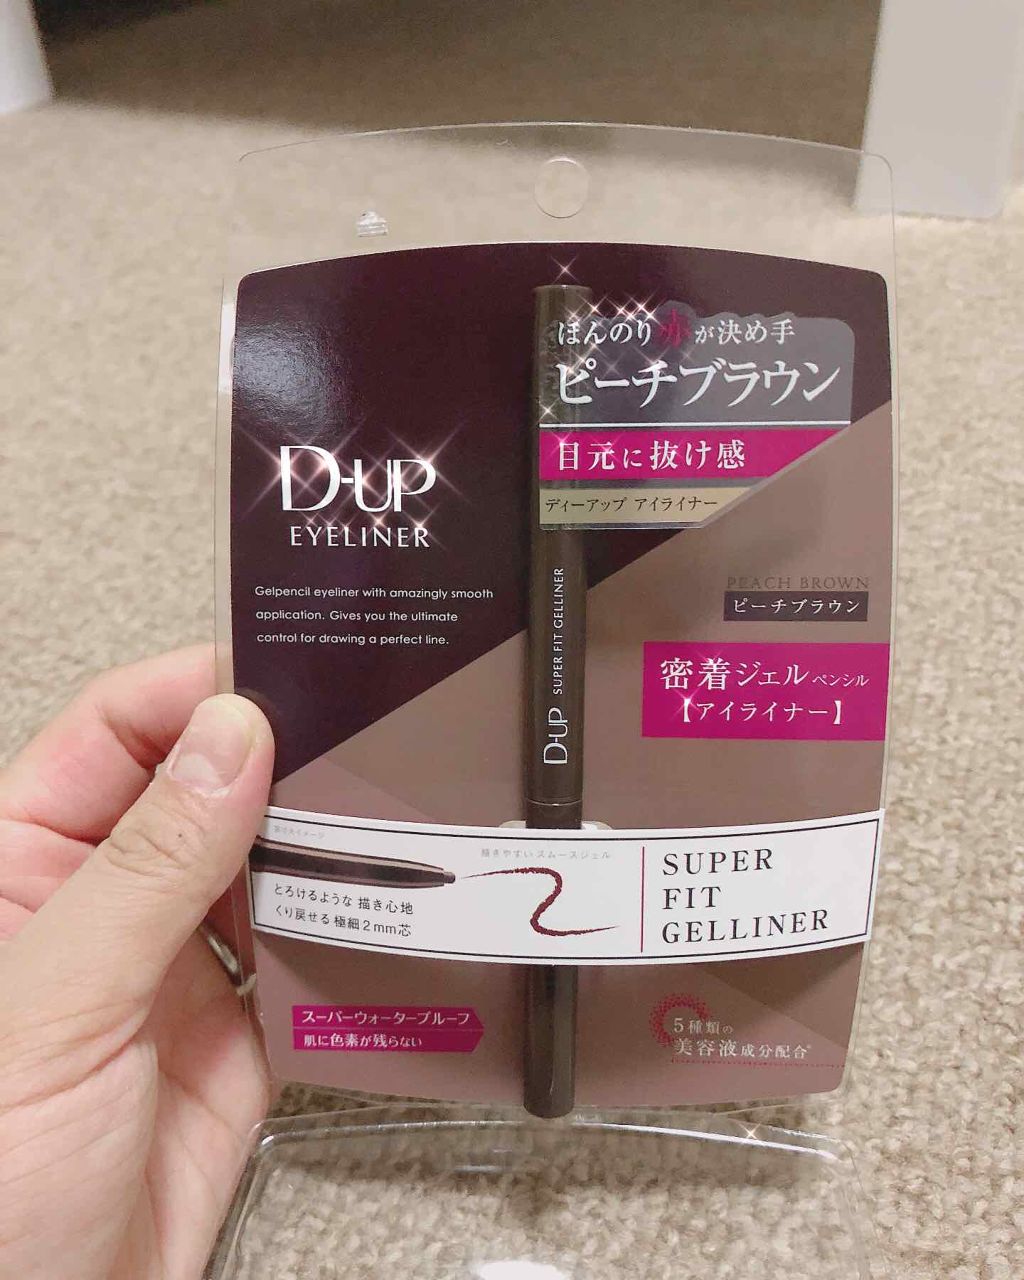 ほんのり赤が決め手
ピーチブラウン
目元に抜け感
ディーアップ アイライナー
D-UP
EYELINER
Gelpencil eyeliner with amazingly smooth
application. Gives you the ultimate
control for drawing a perfect line.
PEACH BROWN
ピーチブラウン
密着ジェルペンシル
【アイライナー】
D-UP SUPER FIT GELLINER
描きやすいスムースジェル
とろけるような描き心地
くり戻せる極細2mm芯
SUPER
FIT
GELLINER
スーパーウォータープルーフ
肌に色素が残らない
5種類の
美容液成分配合*